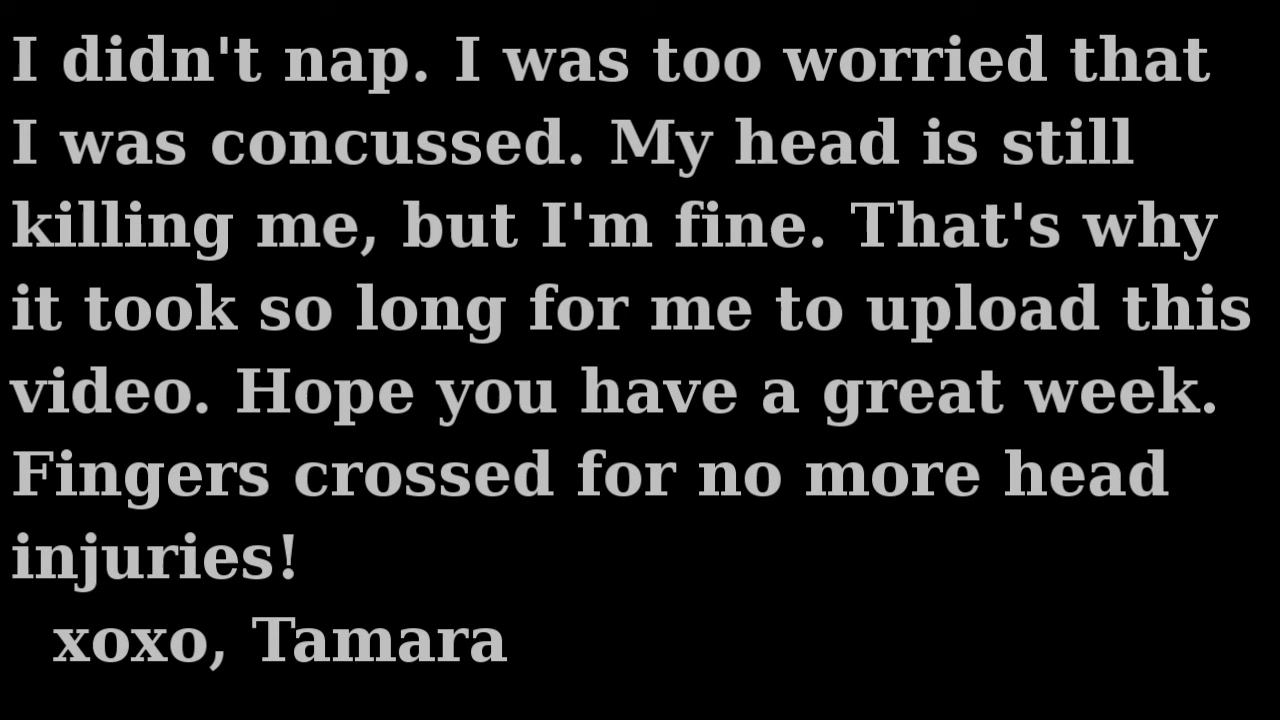 I didn't nap. I was too worried that
I was concussed. My head is still
killing me, but I'm fine. That's why
it took so long for me to upload this
video. Hope you have a great week.
Fingers crossed for no more head
injuries!
xoxo, Tamara